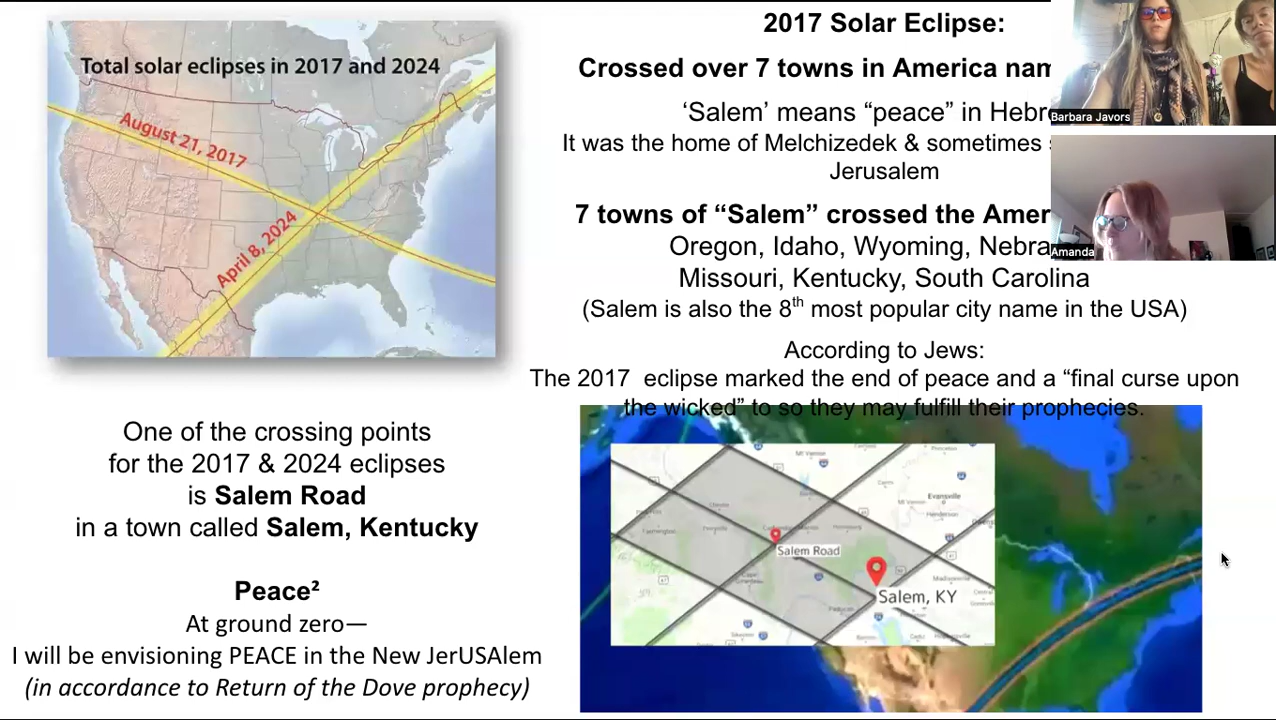 Total solar eclipses in 2017 and 2024
August 21, 2017
April 8, 2024
One of the crossing points
for the 2017 & 2024 eclipses
is Salem Road
in a town called Salem, Kentucky
Peace²
At ground zero—
I will be envisioning PEACE in the New JerUSAlem
(in accordance to Return of the Dove prophecy)
2017 Solar Eclipse:
Crossed over 7 towns in America nam
‘Salem’ means “peace” in Hebr
It was the home of Melchizedek & sometimes
Jerusalem
7 towns of “Salem” crossed the Amer
Oregon, Idaho, Wyoming, Nebra
Missouri, Kentucky, South Carolina
(Salem is also the 8th most popular city name in the USA)
According to Jews:
The 2017 eclipse marked the end of peace and a “final curse upon
the wicked” to so they may fulfill their prophecies.
Mt Vernon
Evansville
Henderson
Salem Road
Salem, KY
Paducah
Barbara Javors
Amanda